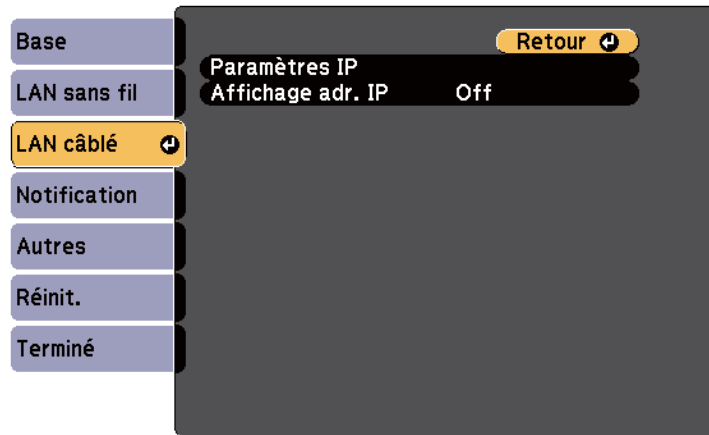 Base
LAN sans fil
LAN câblé
Notification
Autres
Réinit.
Terminé
Retour
Paramètres IP
Affichage adr. IP Off